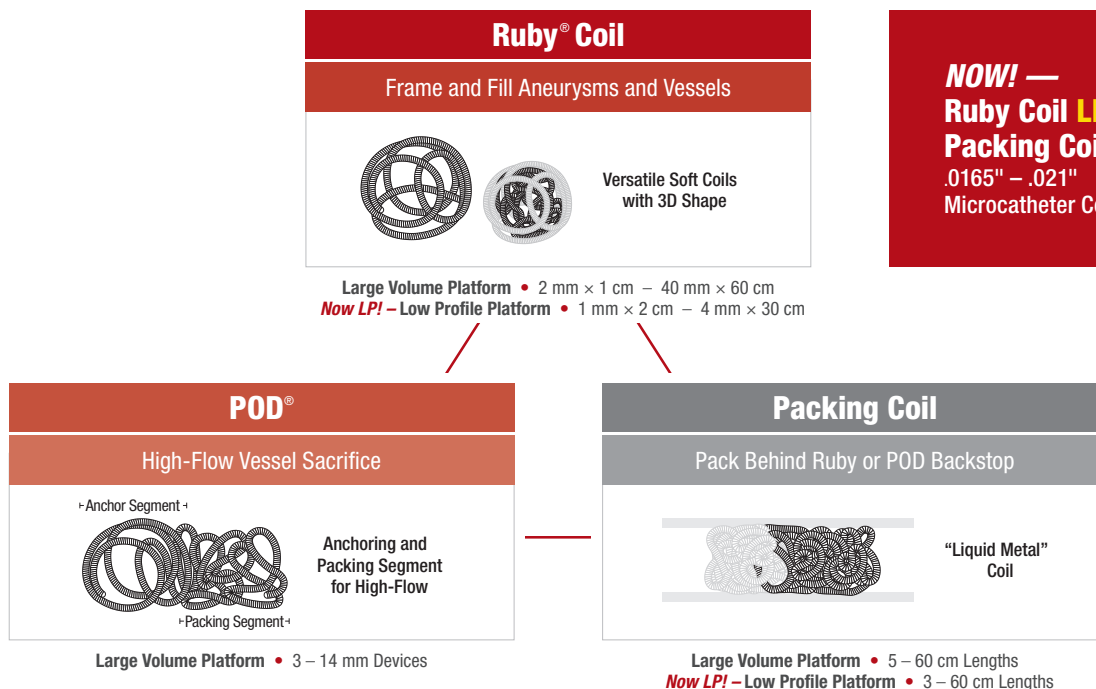 Ruby® Coil
Frame and Fill Aneurysms and Vessels
Versatile Soft Coils
with 3D Shape
Large Volume Platform • 2 mm × 1 cm – 40 mm × 60 cm
Now LP! – Low Profile Platform • 1 mm × 2 cm – 4 mm × 30 cm
NOW! —
Ruby Coil
Packing
.0165" – .021"
Microcatheter
POD®
High-Flow Vessel Sacrifice
Anchor Segment
Anchoring and
Packing Segment
for High-Flow
Packing Segment
Large Volume Platform • 3 – 14 mm Devices
Packing Coil
Pack Behind Ruby or POD Backstop
“Liquid Metal”
Coil
Large Volume Platform • 5 – 60 cm Lengths
Now LP! – Low Profile Platform • 3 – 60 cm Lengths